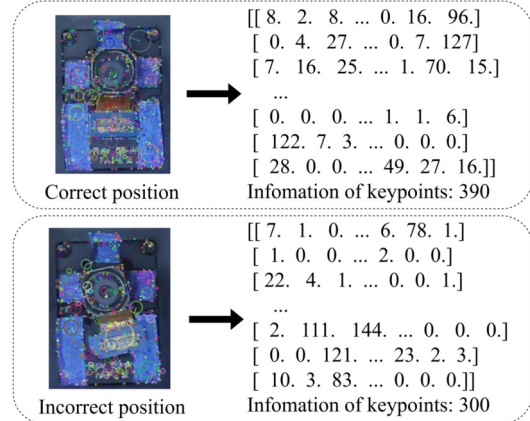 [[ 8. 2. 8. ... 0. 16. 96.]
[ 0. 4. 27. ... 0. 7. 127]
[ 7. 16. 25. ... 1. 70. 15.]
...
[ 0. 0. 0. ... 1. 1. 6.]
[ 122. 7. 3. ... 0. 0. 0.]
[ 28. 0. 0. ... 49. 27. 16.]]
Correct position
Infomation of keypoints: 390
[[ 7. 1. 0. ... 6. 78. 1.]
[ 1. 0. 0. ... 2. 0. 0.]
[ 22. 4. 1. ... 0. 0. 1.]
...
[ 2. 111. 144. ... 0. 0. 0.]
[ 0. 0. 121. ... 23. 2. 3.]
[ 10. 3. 83. ... 0. 0. 0.]]
Incorrect position
Infomation of keypoints: 300